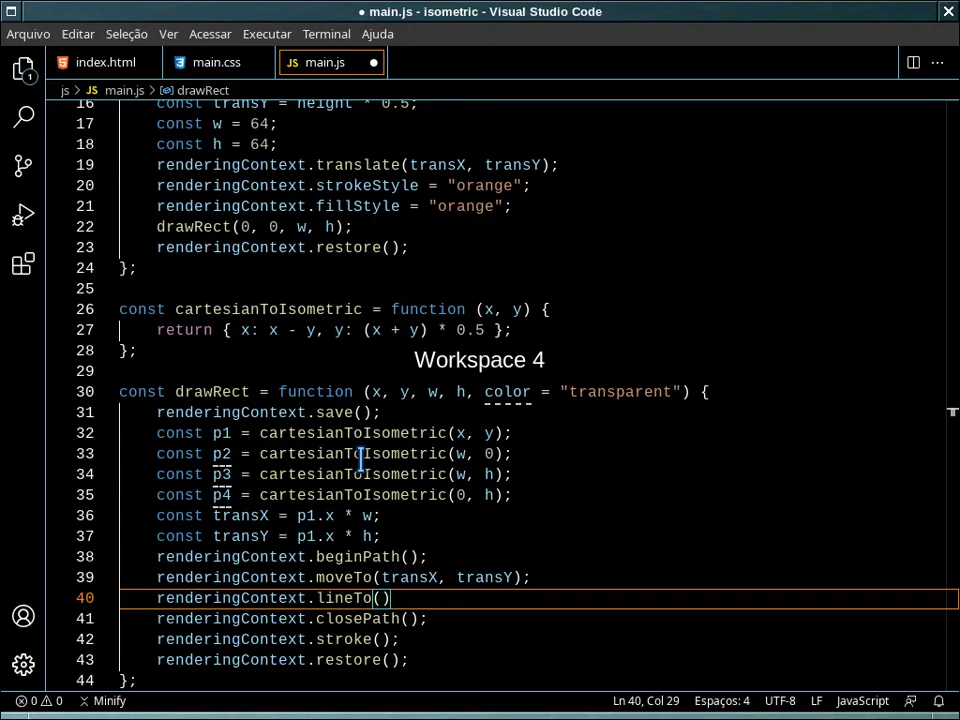 ● main.js - isometric - Visual Studio Code
Arquivo Editar Seleção Ver Acessar Executar Terminal Ajuda
index.html main.css JS main.js ●
js > JS main.js > drawRect
16 const transY = height * 0.5;
17 const w = 64;
18 const h = 64;
19 renderingContext.translate(transX, transY);
20 renderingContext.strokeStyle = "orange";
21 renderingContext.fillStyle = "orange";
22 drawRect(0, 0, w, h);
23 renderingContext.restore();
24 };
25
26 const cartesianToIsometric = function (x, y) {
27 return { x: x - y, y: (x + y) * 0.5 };
28 };
Workspace 4
29
30 const drawRect = function (x, y, w, h, color = "transparent") {
31 renderingContext.save();
32 const p1 = cartesianToIsometric(x, y);
33 const p2 = cartesianToIsometric(w, 0);
34 const p3 = cartesianToIsometric(w, h);
35 const p4 = cartesianToIsometric(0, h);
36 const transX = p1.x * w;
37 const transY = p1.x * h;
38 renderingContext.beginPath();
39 renderingContext.moveTo(transX, transY);
40 renderingContext.lineTo()
41 renderingContext.closePath();
42 renderingContext.stroke();
43 renderingContext.restore();
44 };
1
0 0 Minify Ln 40, Col 29 Espaços: 4 UTF-8 LF JavaScript